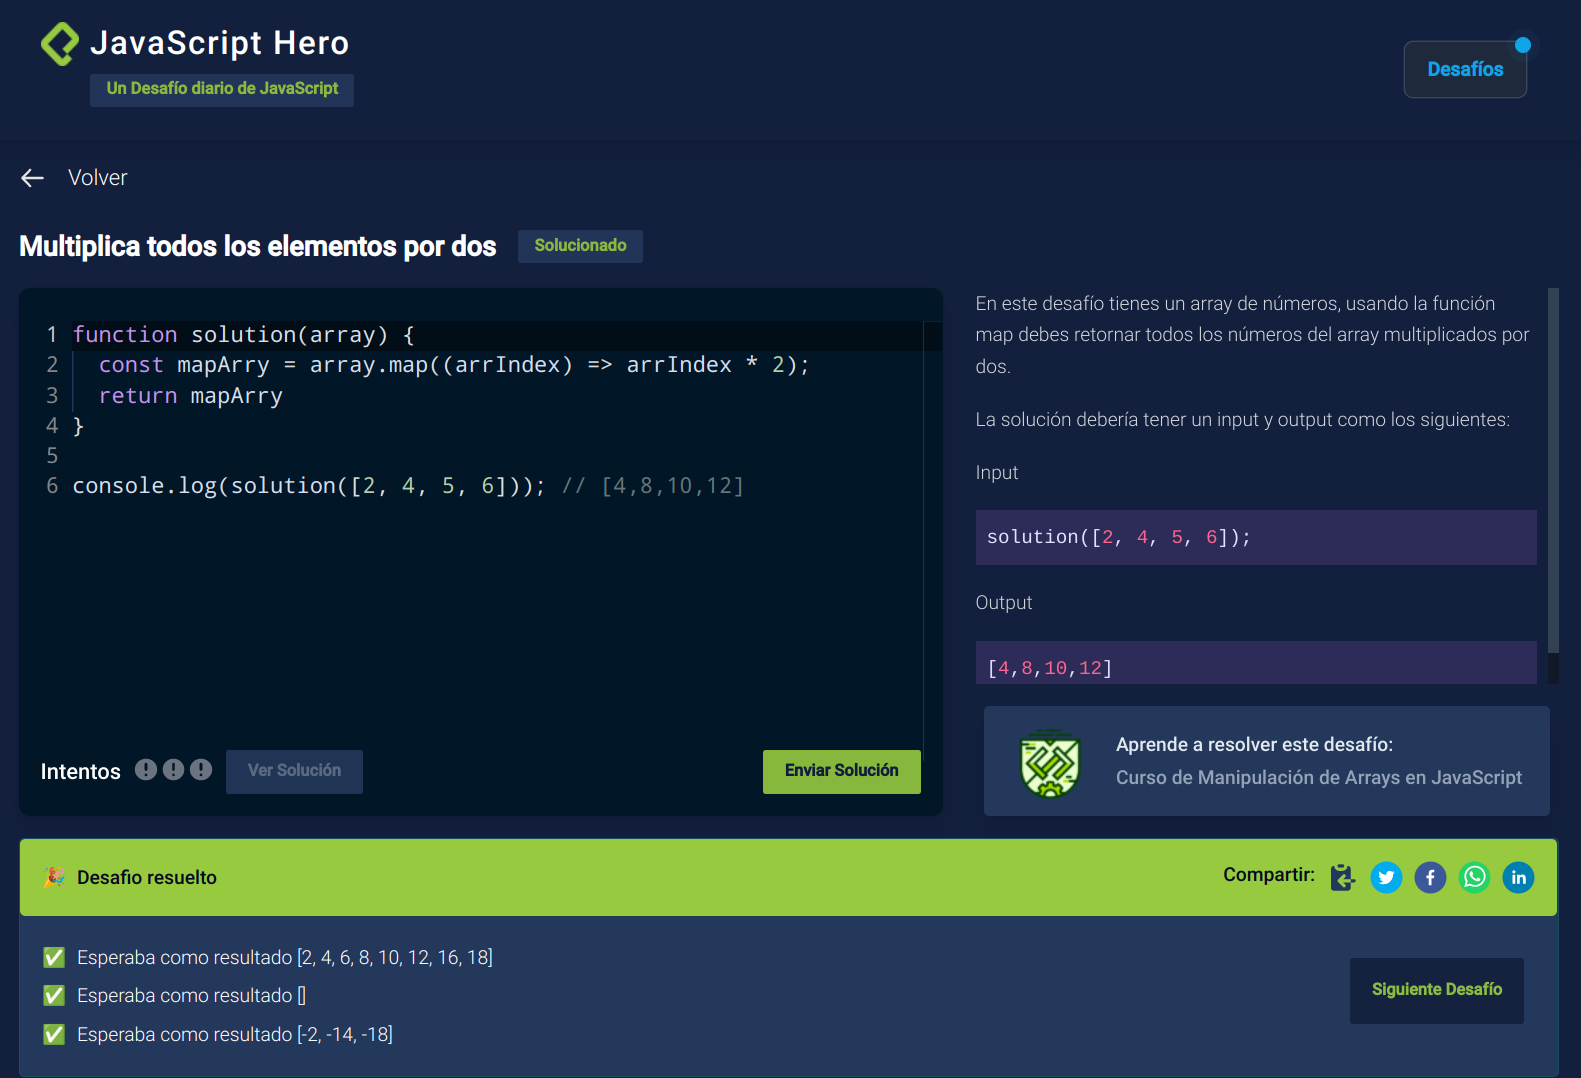 JavaScript Hero
Un Desafío diario de JavaScript
Desafíos
Volver
Multiplica todos los elementos por dos
Solucionado
1 function solution(array) {
2   const mapArry = array.map((arrIndex) => arrIndex * 2);
3   return mapArry
4 }
5
6 console.log(solution([2, 4, 5, 6])); // [4,8,10,12]
Intentos
Ver Solución
Enviar Solución
En este desafío tienes un array de números, usando la función
map debes retornar todos los números del array multiplicados por
dos.
La solución debería tener un input y output como los siguientes:
Input
solution([2, 4, 5, 6]);
Output
[4,8,10,12]
Aprende a resolver este desafío:
Curso de Manipulación de Arrays en JavaScript
Desafio resuelto
Compartir:
Esperaba como resultado [2, 4, 6, 8, 10, 12, 16, 18]
Esperaba como resultado []
Esperaba como resultado [-2, -14, -18]
Siguiente Desafío